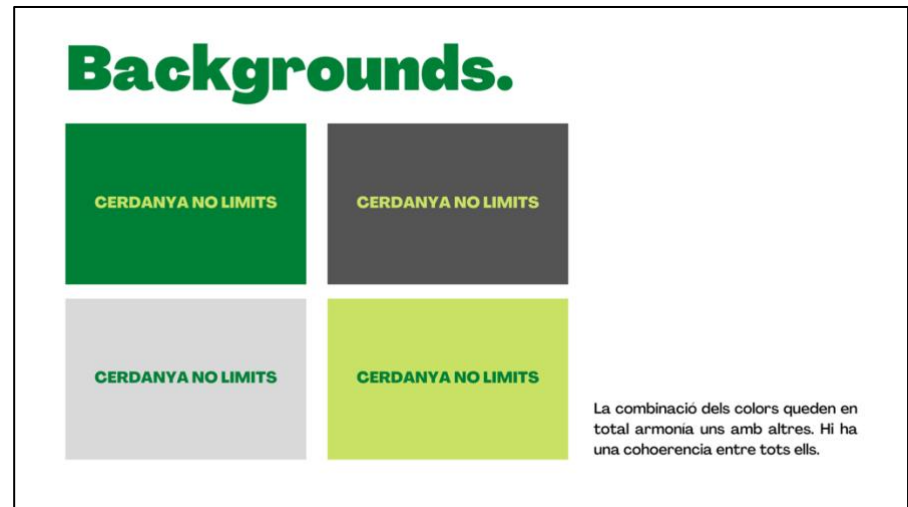 Backgrounds.
CERDANYA NO LIMITS
CERDANYA NO LIMITS
CERDANYA NO LIMITS
CERDANYA NO LIMITS
La combinació dels colors queden en
total armonía uns amb altres. Hi ha
una cohoerencia entre tots ells.